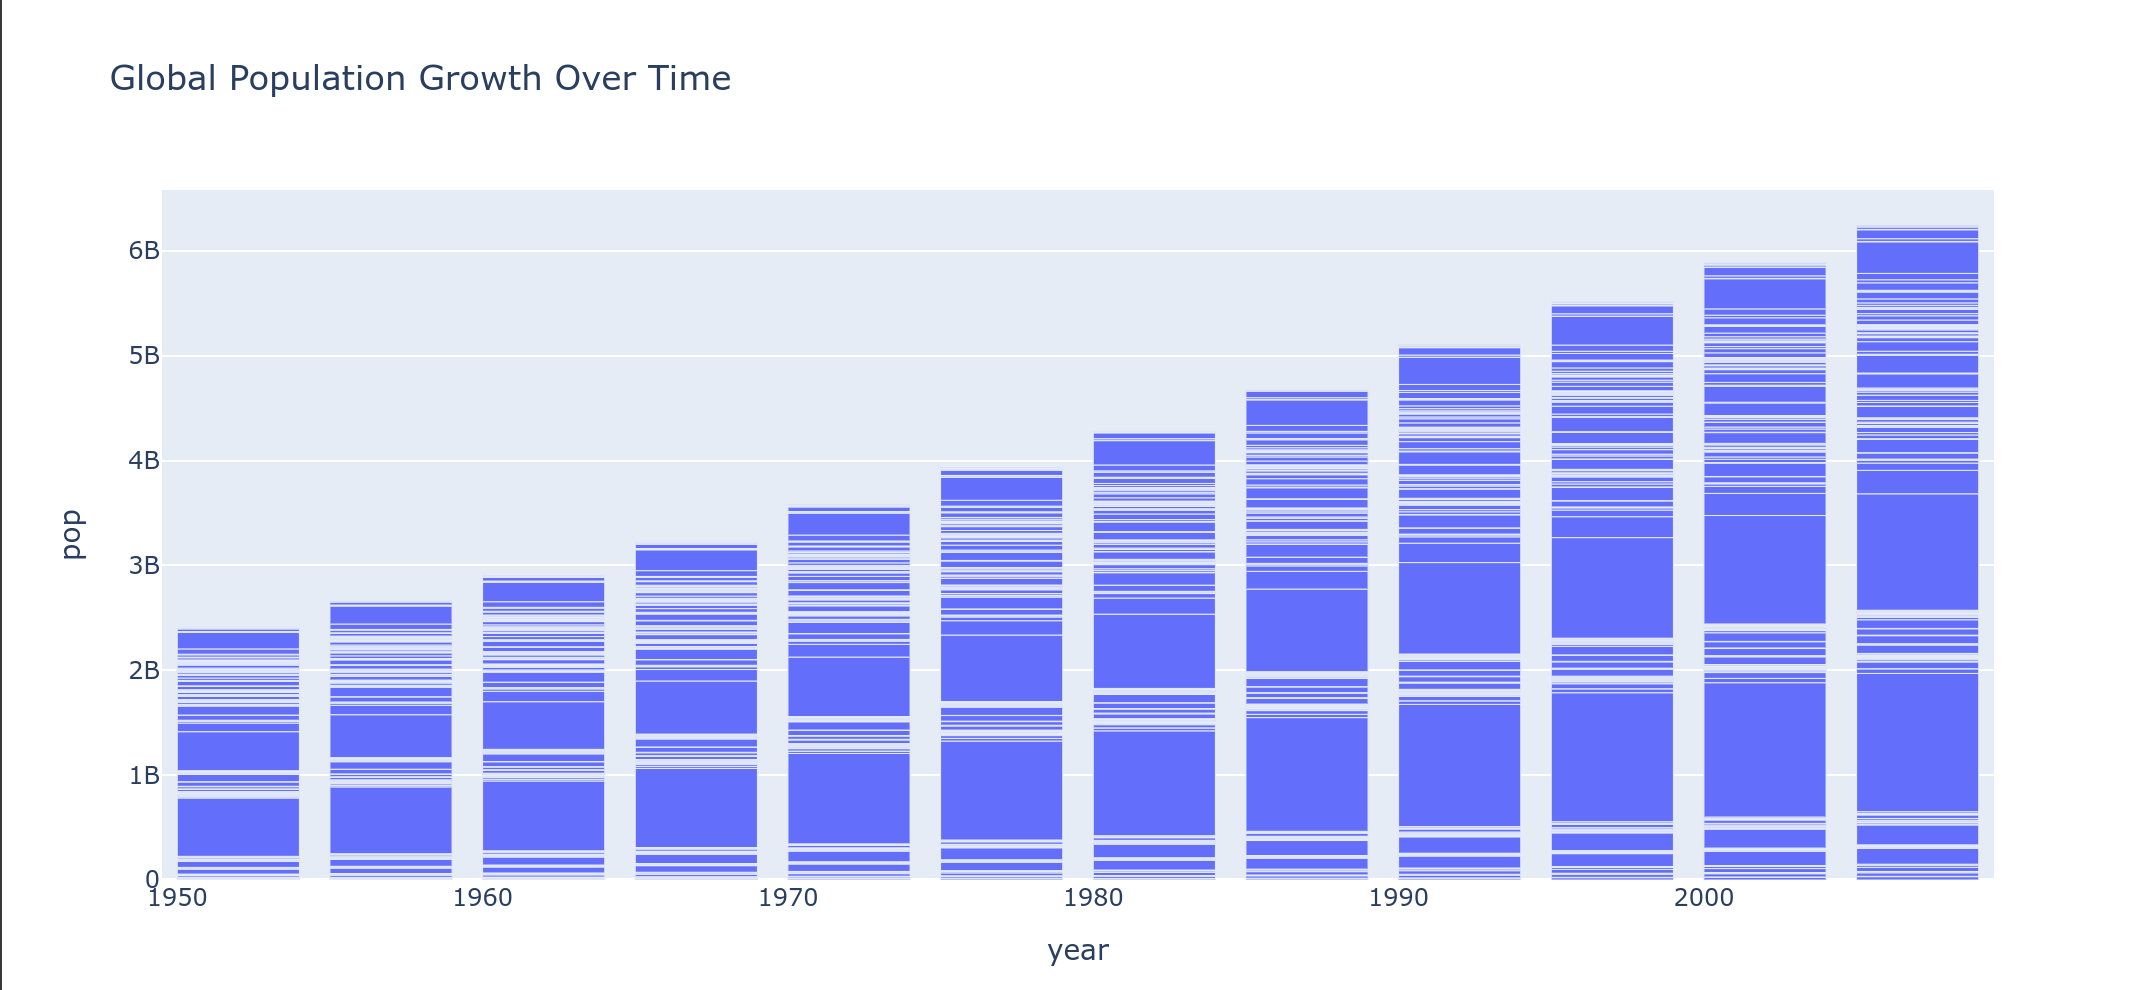 Global Population Growth Over Time
6B
5B
4B
3B
2B
1B
0
pop
1950 1960 1970 1980 1990 2000
year